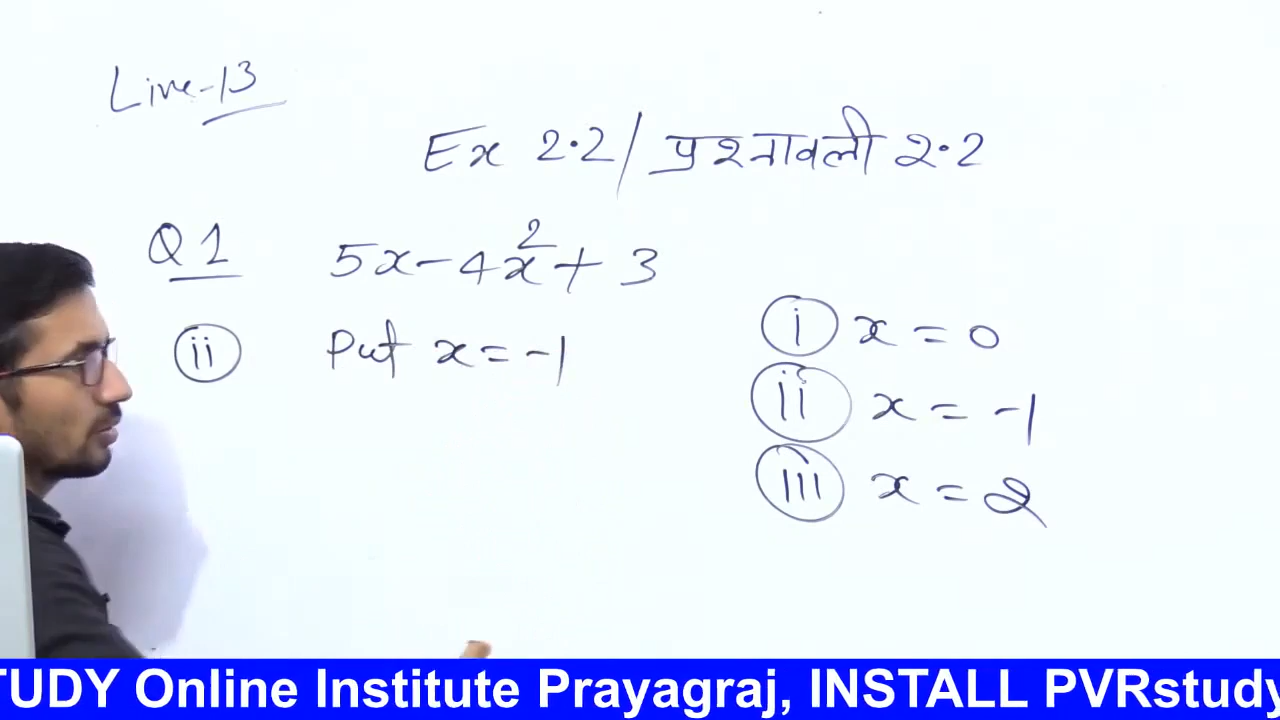 Live-13
Ex 2.2/ प्रश्नावली 2.2
Q1 5x-4x²+3
(i) x = 0
(ii) Put x = -1
(ii) x = -1
(iii) x = 2
TUDY Online Institute Prayagraj, INSTALL PVRstudy